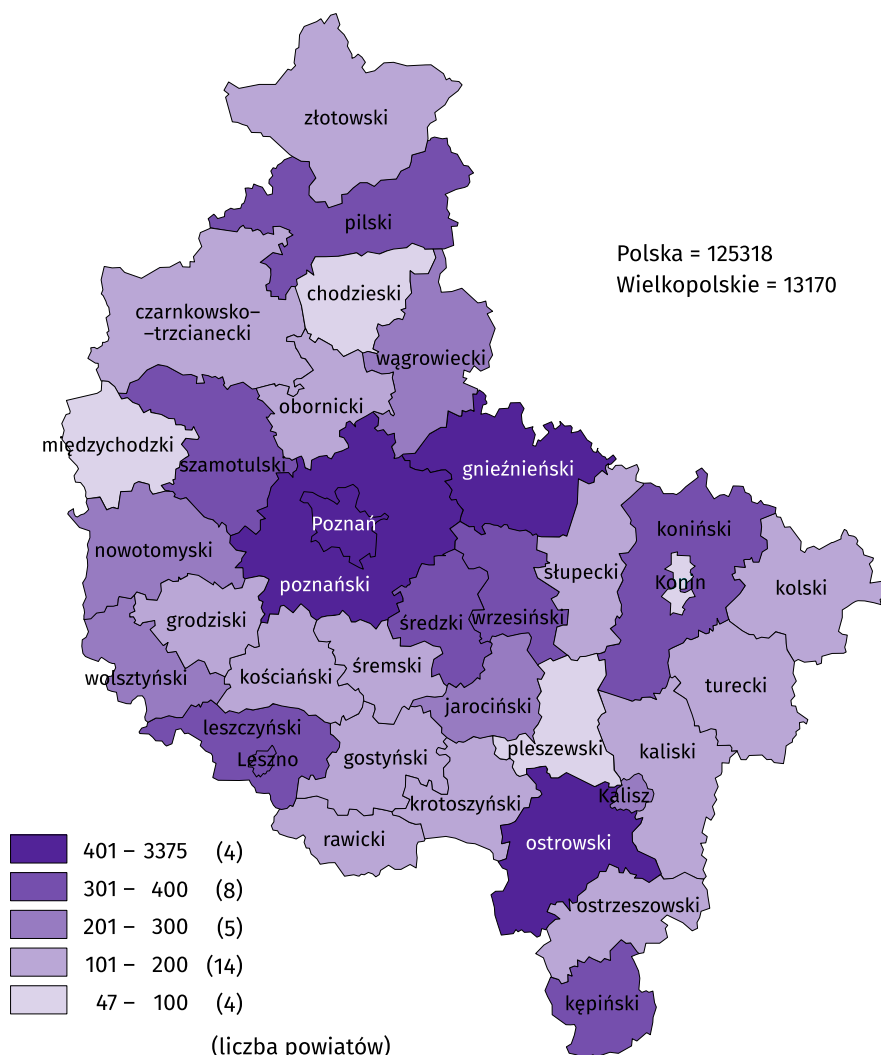 złotowski
pilski
Polska = 125318
Wielkopolskie = 13170
chodzieski
czarnkowsko–
–trzcianecki
wągrowiecki
obornicki
międzychodzki
szamotulski
gnieźnieński
Poznań
koniński
nowotomyski
słupecki
Konin
poznański
kolski
grodziski
średzki
wrzesiński
śremski
kościański
wolsztyński
turecki
jarociński
leszczyński
pleszewski
kaliski
Leszno
gostyński
Kalisz
krotoszyński
rawicki
ostrowski
401 – 3375 (4)
301 – 400 (8)
ostrzeszowski
201 – 300 (5)
101 – 200 (14)
47 – 100 (4)
kępiński
(liczba powiatów)